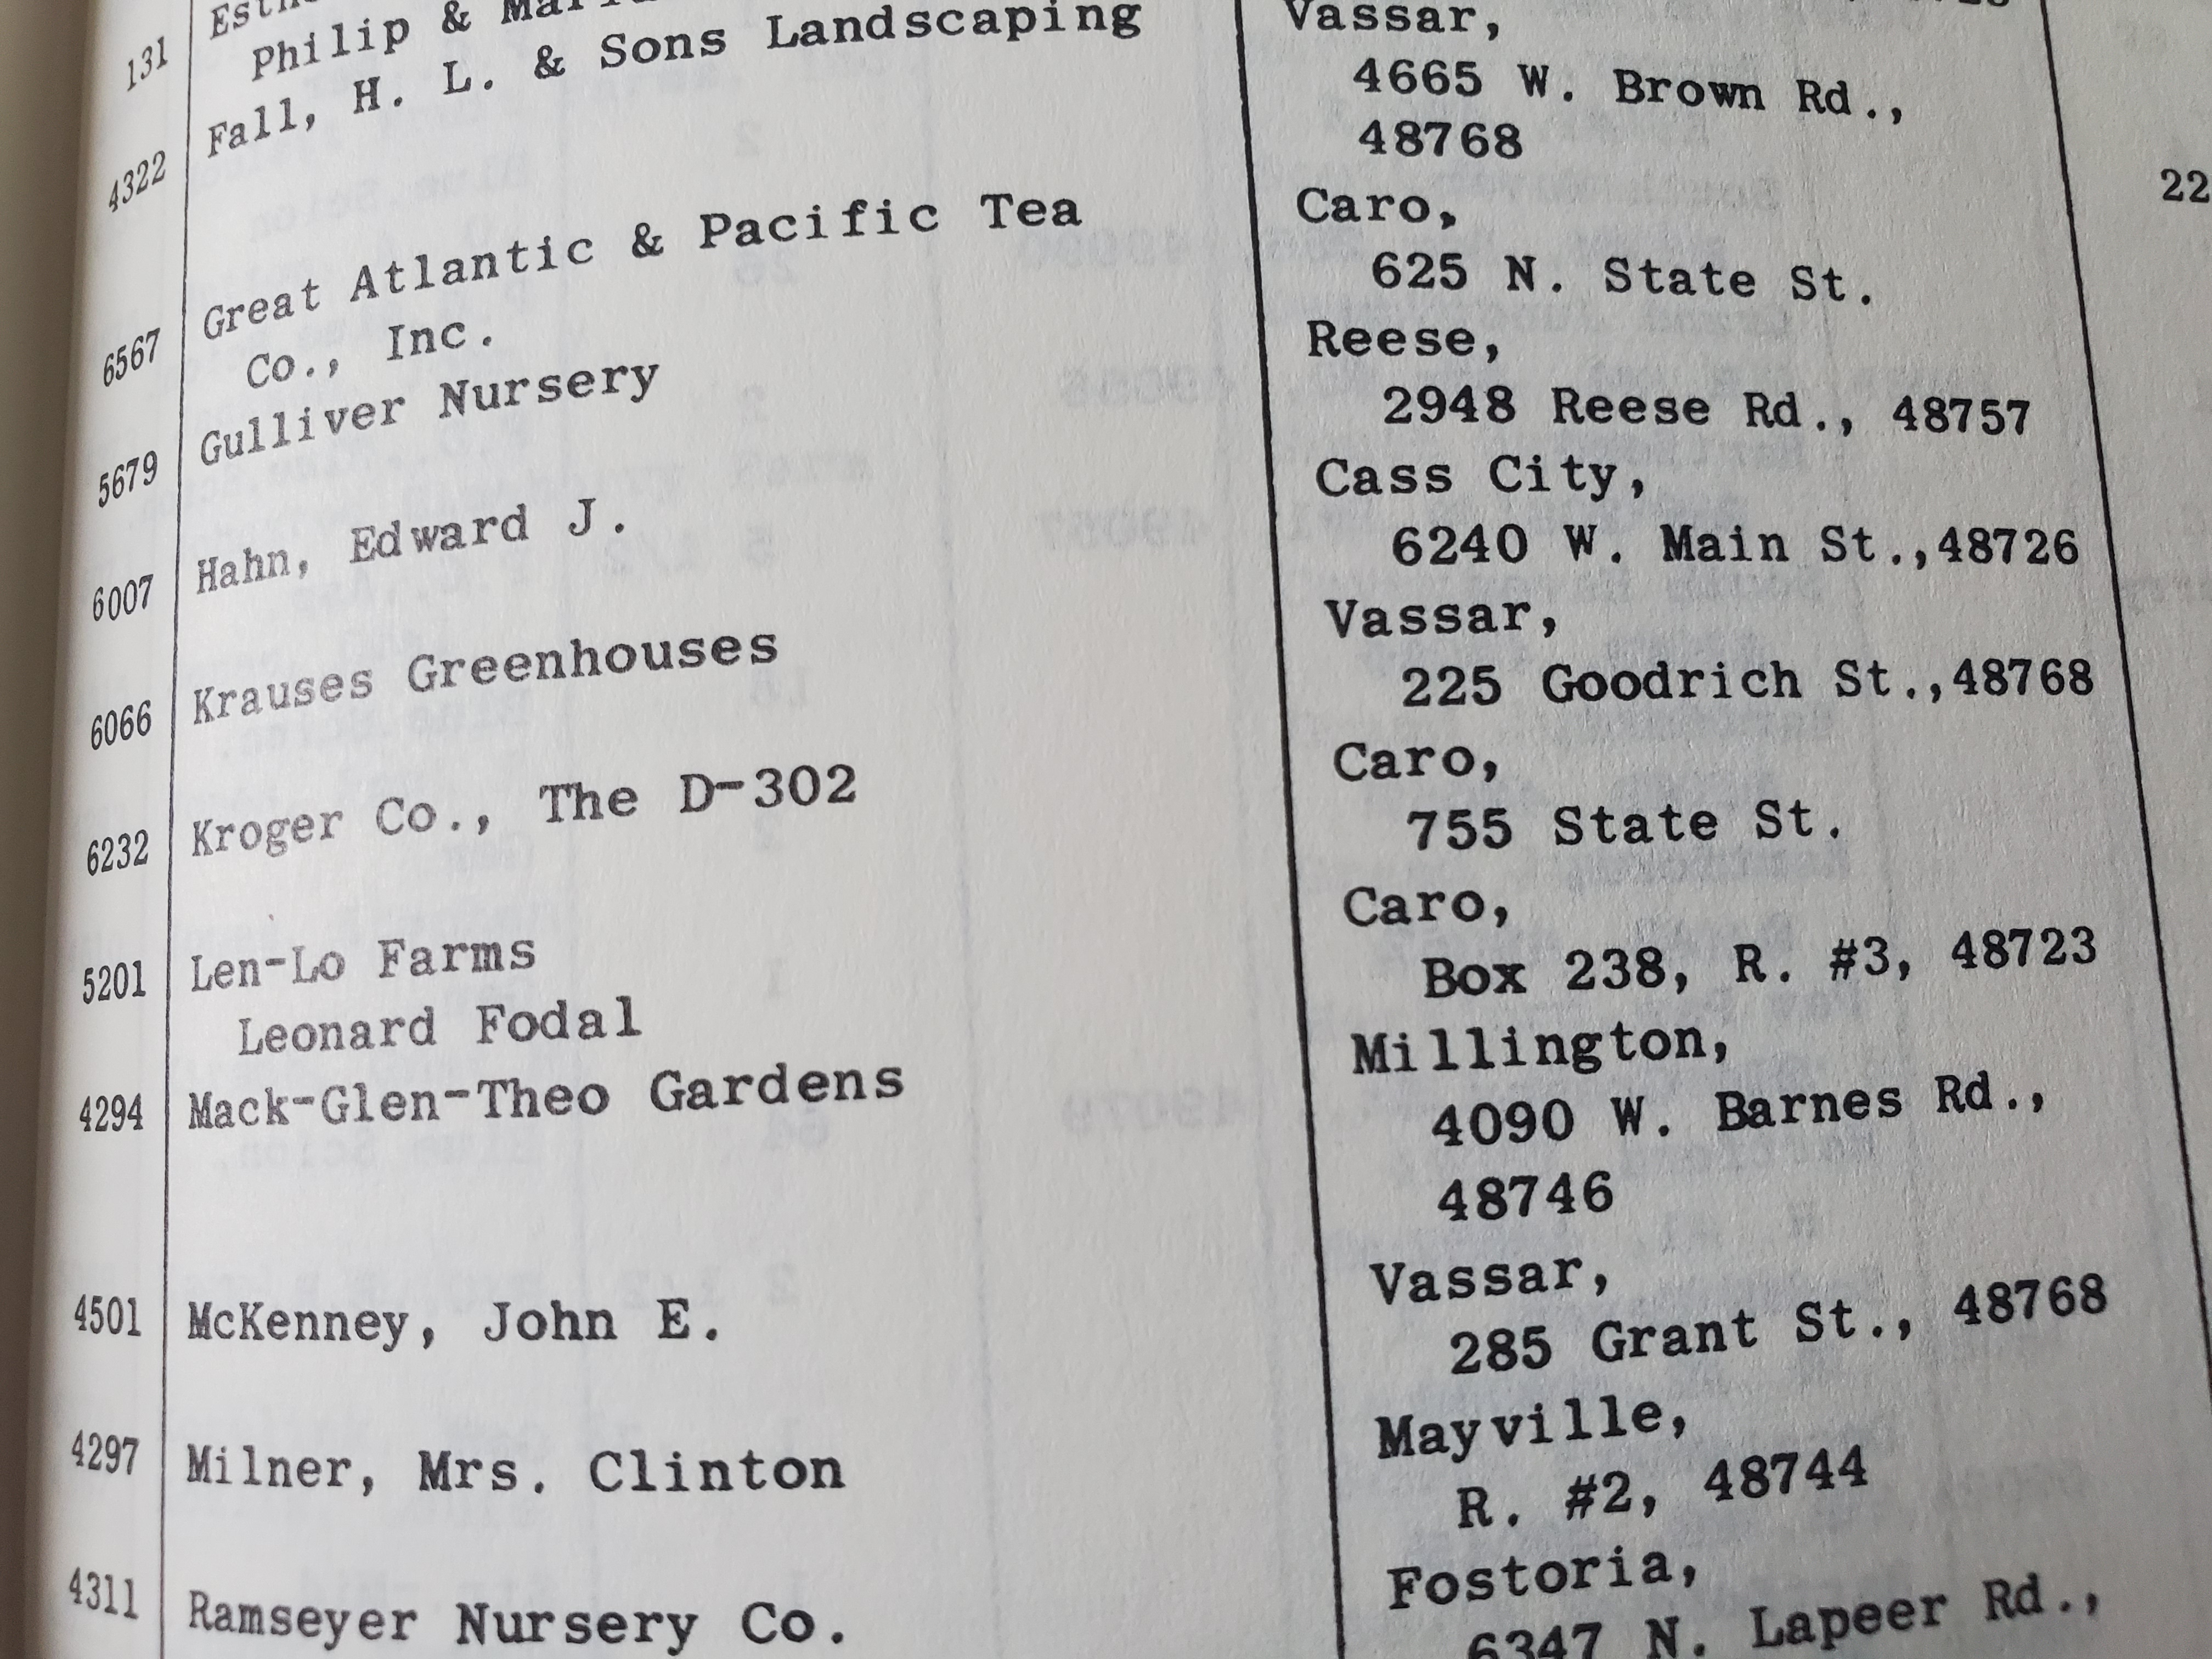 131
Philip &
4322 Fall, H. L. & Sons Landscaping Vassar,
4665 W. Brown Rd.,
48768
6567 Great Atlantic & Pacific Tea Caro, 22
Co., Inc. 625 N. State St.
5679 Gulliver Nursery Reese,
2948 Reese Rd., 48757
6007 Hahn, Edward J. Cass City,
6240 W. Main St.,48726
6066 Krauses Greenhouses Vassar,
225 Goodrich St.,48768
6232 Kroger Co., The D-302 Caro,
755 State St.
5201 Len-Lo Farms Caro,
Leonard Fodal Box 238, R. #3, 48723
4294 Mack-Glen-Theo Gardens Millington,
4090 W. Barnes Rd.,
48746
4501 McKenney, John E. Vassar,
285 Grant St., 48768
4297 Milner, Mrs. Clinton Mayville,
R. #2, 48744
4311 Ramseyer Nursery Co. Fostoria,
6347 N. Lapeer Rd.,